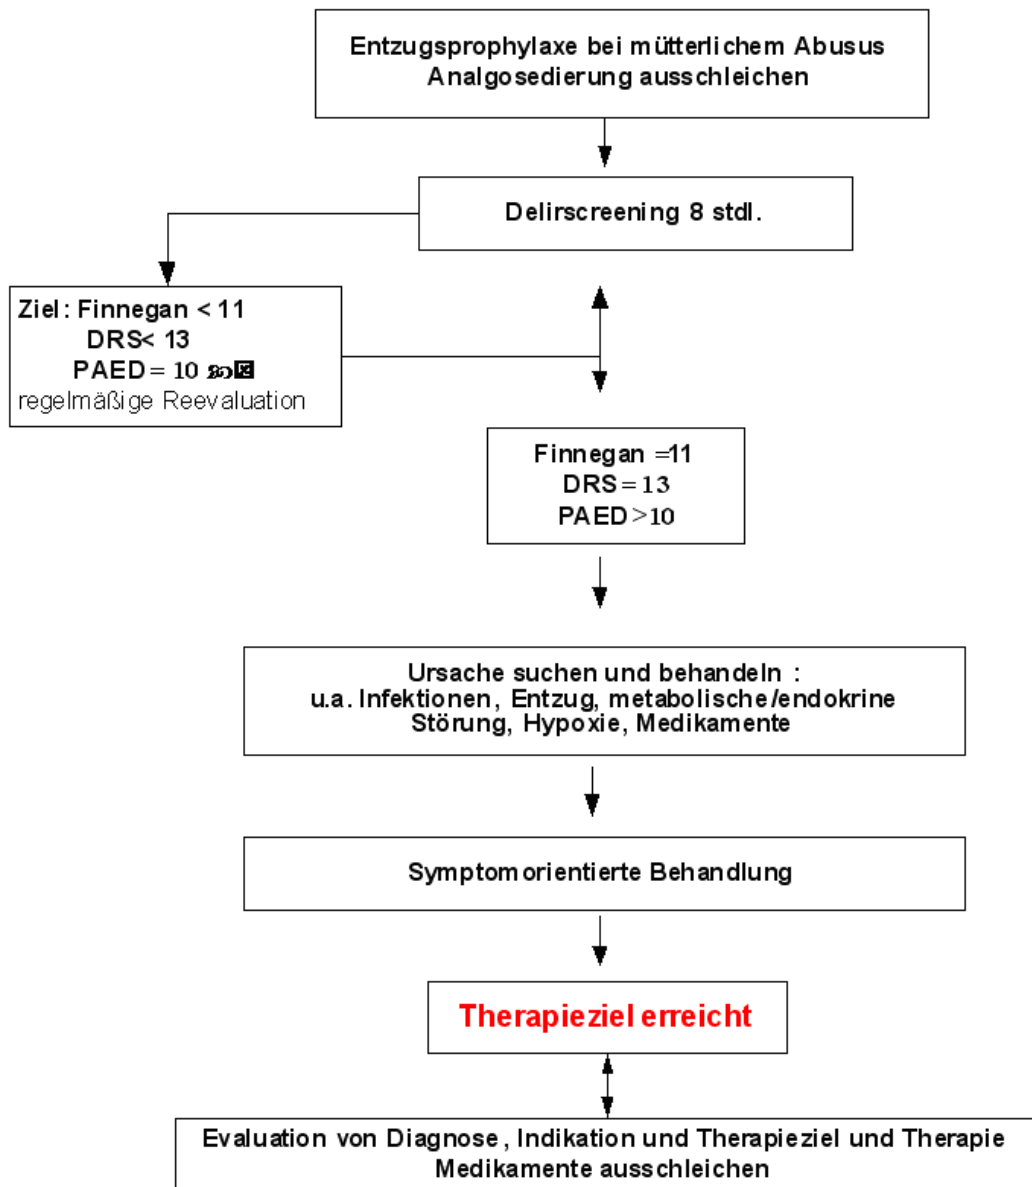 Entzugsprophylaxe bei mütterlichem Abusus
Analgosedierung ausschleichen
Delirscreening 8 stdl.
Ziel: Finnegan < 11
DRS< 13
PAED = 10
regelmäßige Reevaluation
Finnegan =11
DRS = 13
PAED >10
Ursache suchen und behandeln :
u.a. Infektionen, Entzug, metabolische/endokrine
Störung, Hypoxie, Medikamente
Symptomorientierte Behandlung
Therapieziel erreicht
Evaluation von Diagnose , Indikation und Therapieziel und Therapie
Medikamente ausschleichen